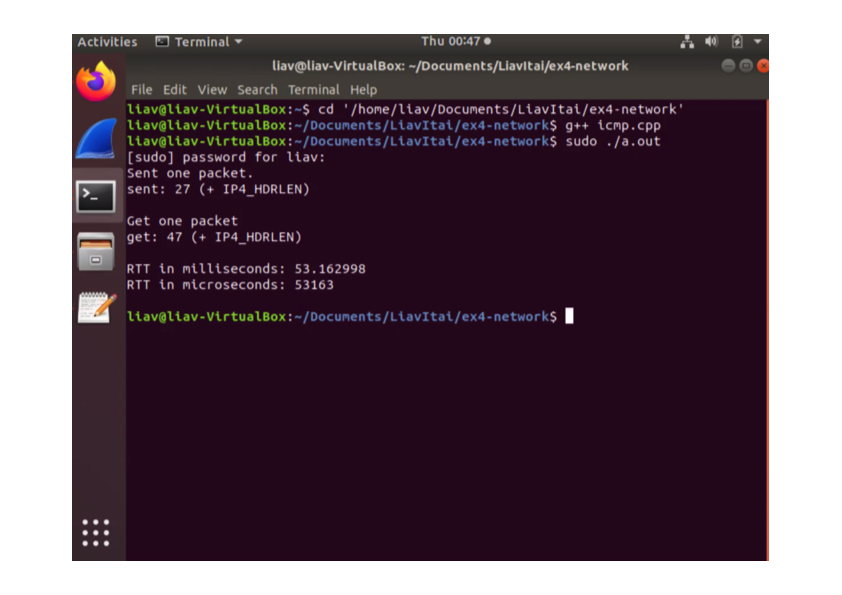 Activities Terminal Thu 00:47
liav@liav-VirtualBox: ~/Documents/LiavItai/ex4-network
File Edit View Search Terminal Help
liav@liav-VirtualBox:~$ cd '/home/liav/Documents/LiavItai/ex4-network'
liav@liav-VirtualBox:~/Documents/LiavItai/ex4-network$ g++ icmp.cpp
liav@liav-VirtualBox:~/Documents/LiavItai/ex4-network$ sudo ./a.out
[sudo] password for liav:
Sent one packet.
sent: 27 (+ IP4_HDRLEN)
Get one packet
get: 47 (+ IP4_HDRLEN)
RTT in milliseconds: 53.162998
RTT in microseconds: 53163
liav@liav-VirtualBox:~/Documents/LiavItai/ex4-network$